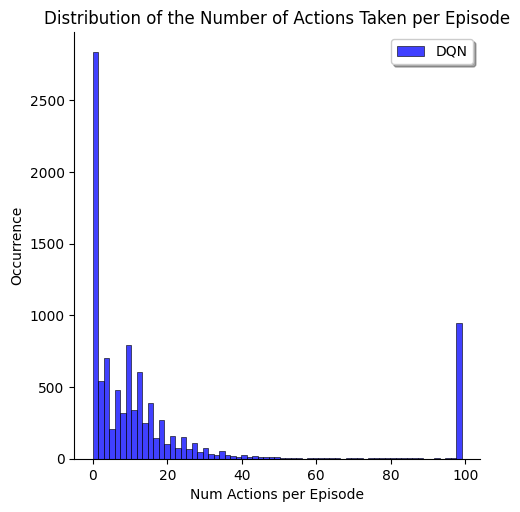 Distribution of the Number of Actions Taken per Episode
DQN
2500
2000
1500
1000
500
0
Occurrence
0 20 40 60 80 100
Num Actions per Episode